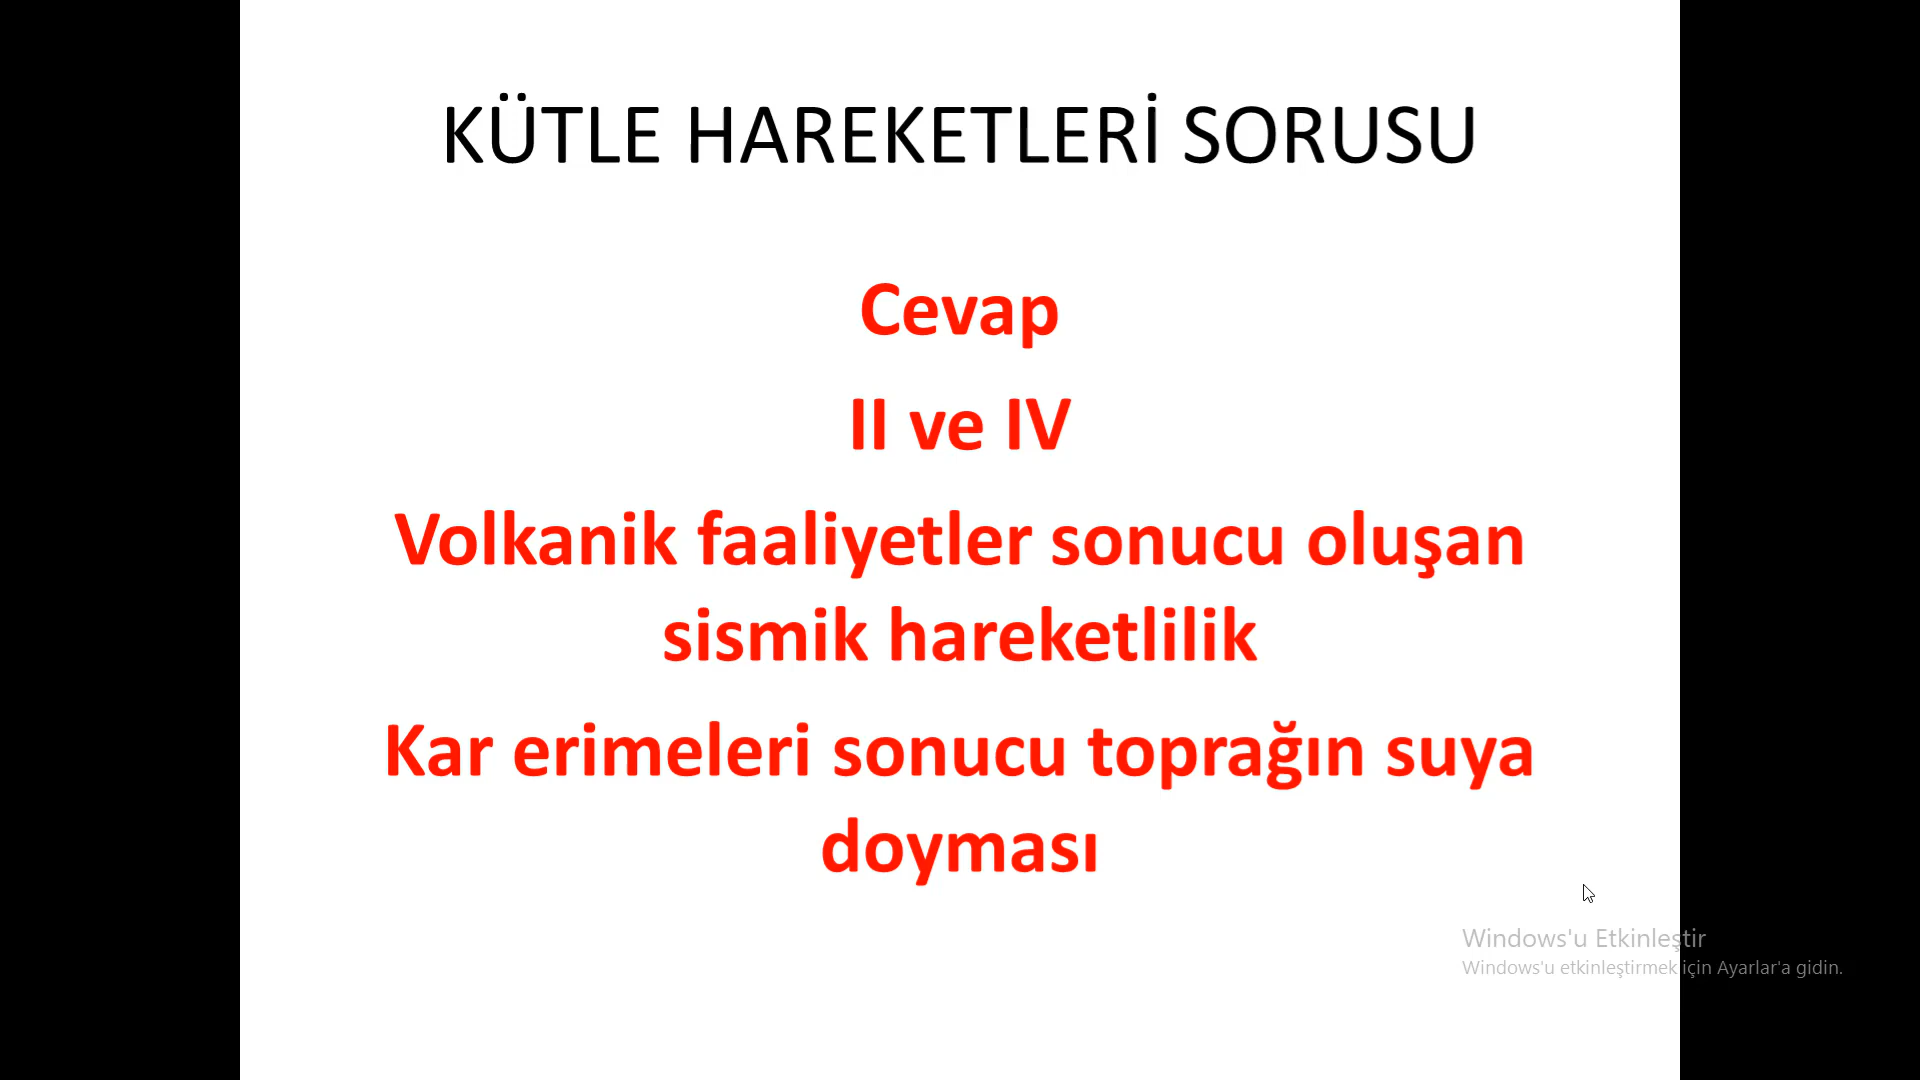 KÜTLE HAREKETLERİ SORUSU
Cevap
II ve IV
Volkanik faaliyetler sonucu oluşan
sismik hareketlilik
Kar erimeleri sonucu toprağın suya
doyması
Windows'u Etkinleştir
Windows'u etkinleştirmek için Ayarlar'a gidin.